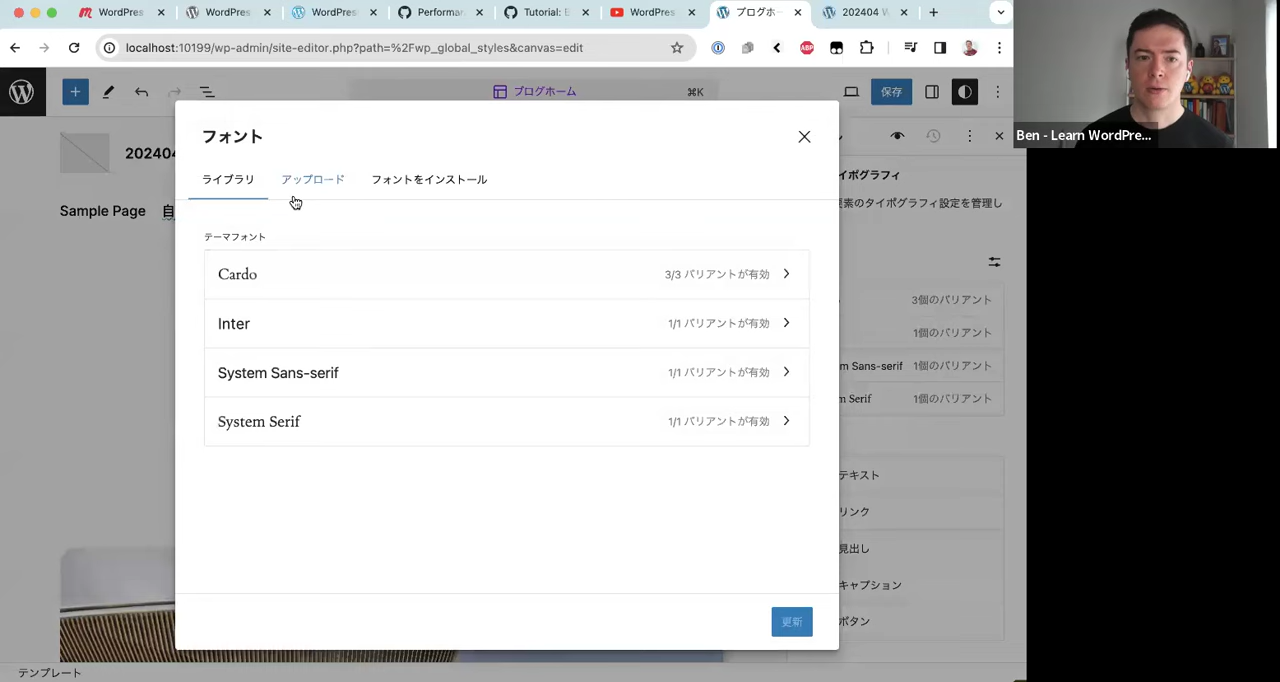 WordPres
WordPres
WordPres
Performa
Tutorial: E
WordPres
ブログホー
202404 W
localhost:10199/wp-admin/site-editor.php?path=%2Fwp_global_styles&canvas=edit
ABP
ブログホーム
⌘K
保存
Ben - Learn WordPre...
フォント
202404
イポグラフィ
ライブラリ
アップロード
フォントをインストール
要素のタイポグラフィ設定を管理し
Sample Page
自
テーマフォント
Cardo
3/3 バリアントが有効
3個のバリアント
Inter
1/1 バリアントが有効
1個のバリアント
System Sans-serif
1/1 バリアントが有効
m Sans-serif
1個のバリアント
System Serif
1/1 バリアントが有効
m Serif
1個のバリアント
テキスト
リンク
見出し
キャプション
ボタン
更新
テンプレート